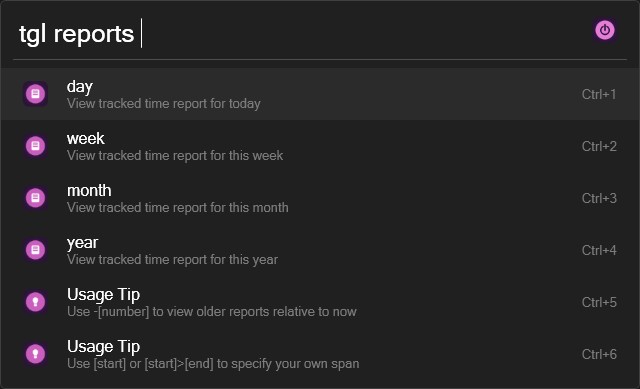 tgl reports
day
View tracked time report for today
Ctrl+1
week
View tracked time report for this week
Ctrl+2
month
View tracked time report for this month
Ctrl+3
year
View tracked time report for this year
Ctrl+4
Usage Tip
Use -[number] to view older reports relative to now
Ctrl+5
Usage Tip
Use [start] or [start]>[end] to specify your own span
Ctrl+6